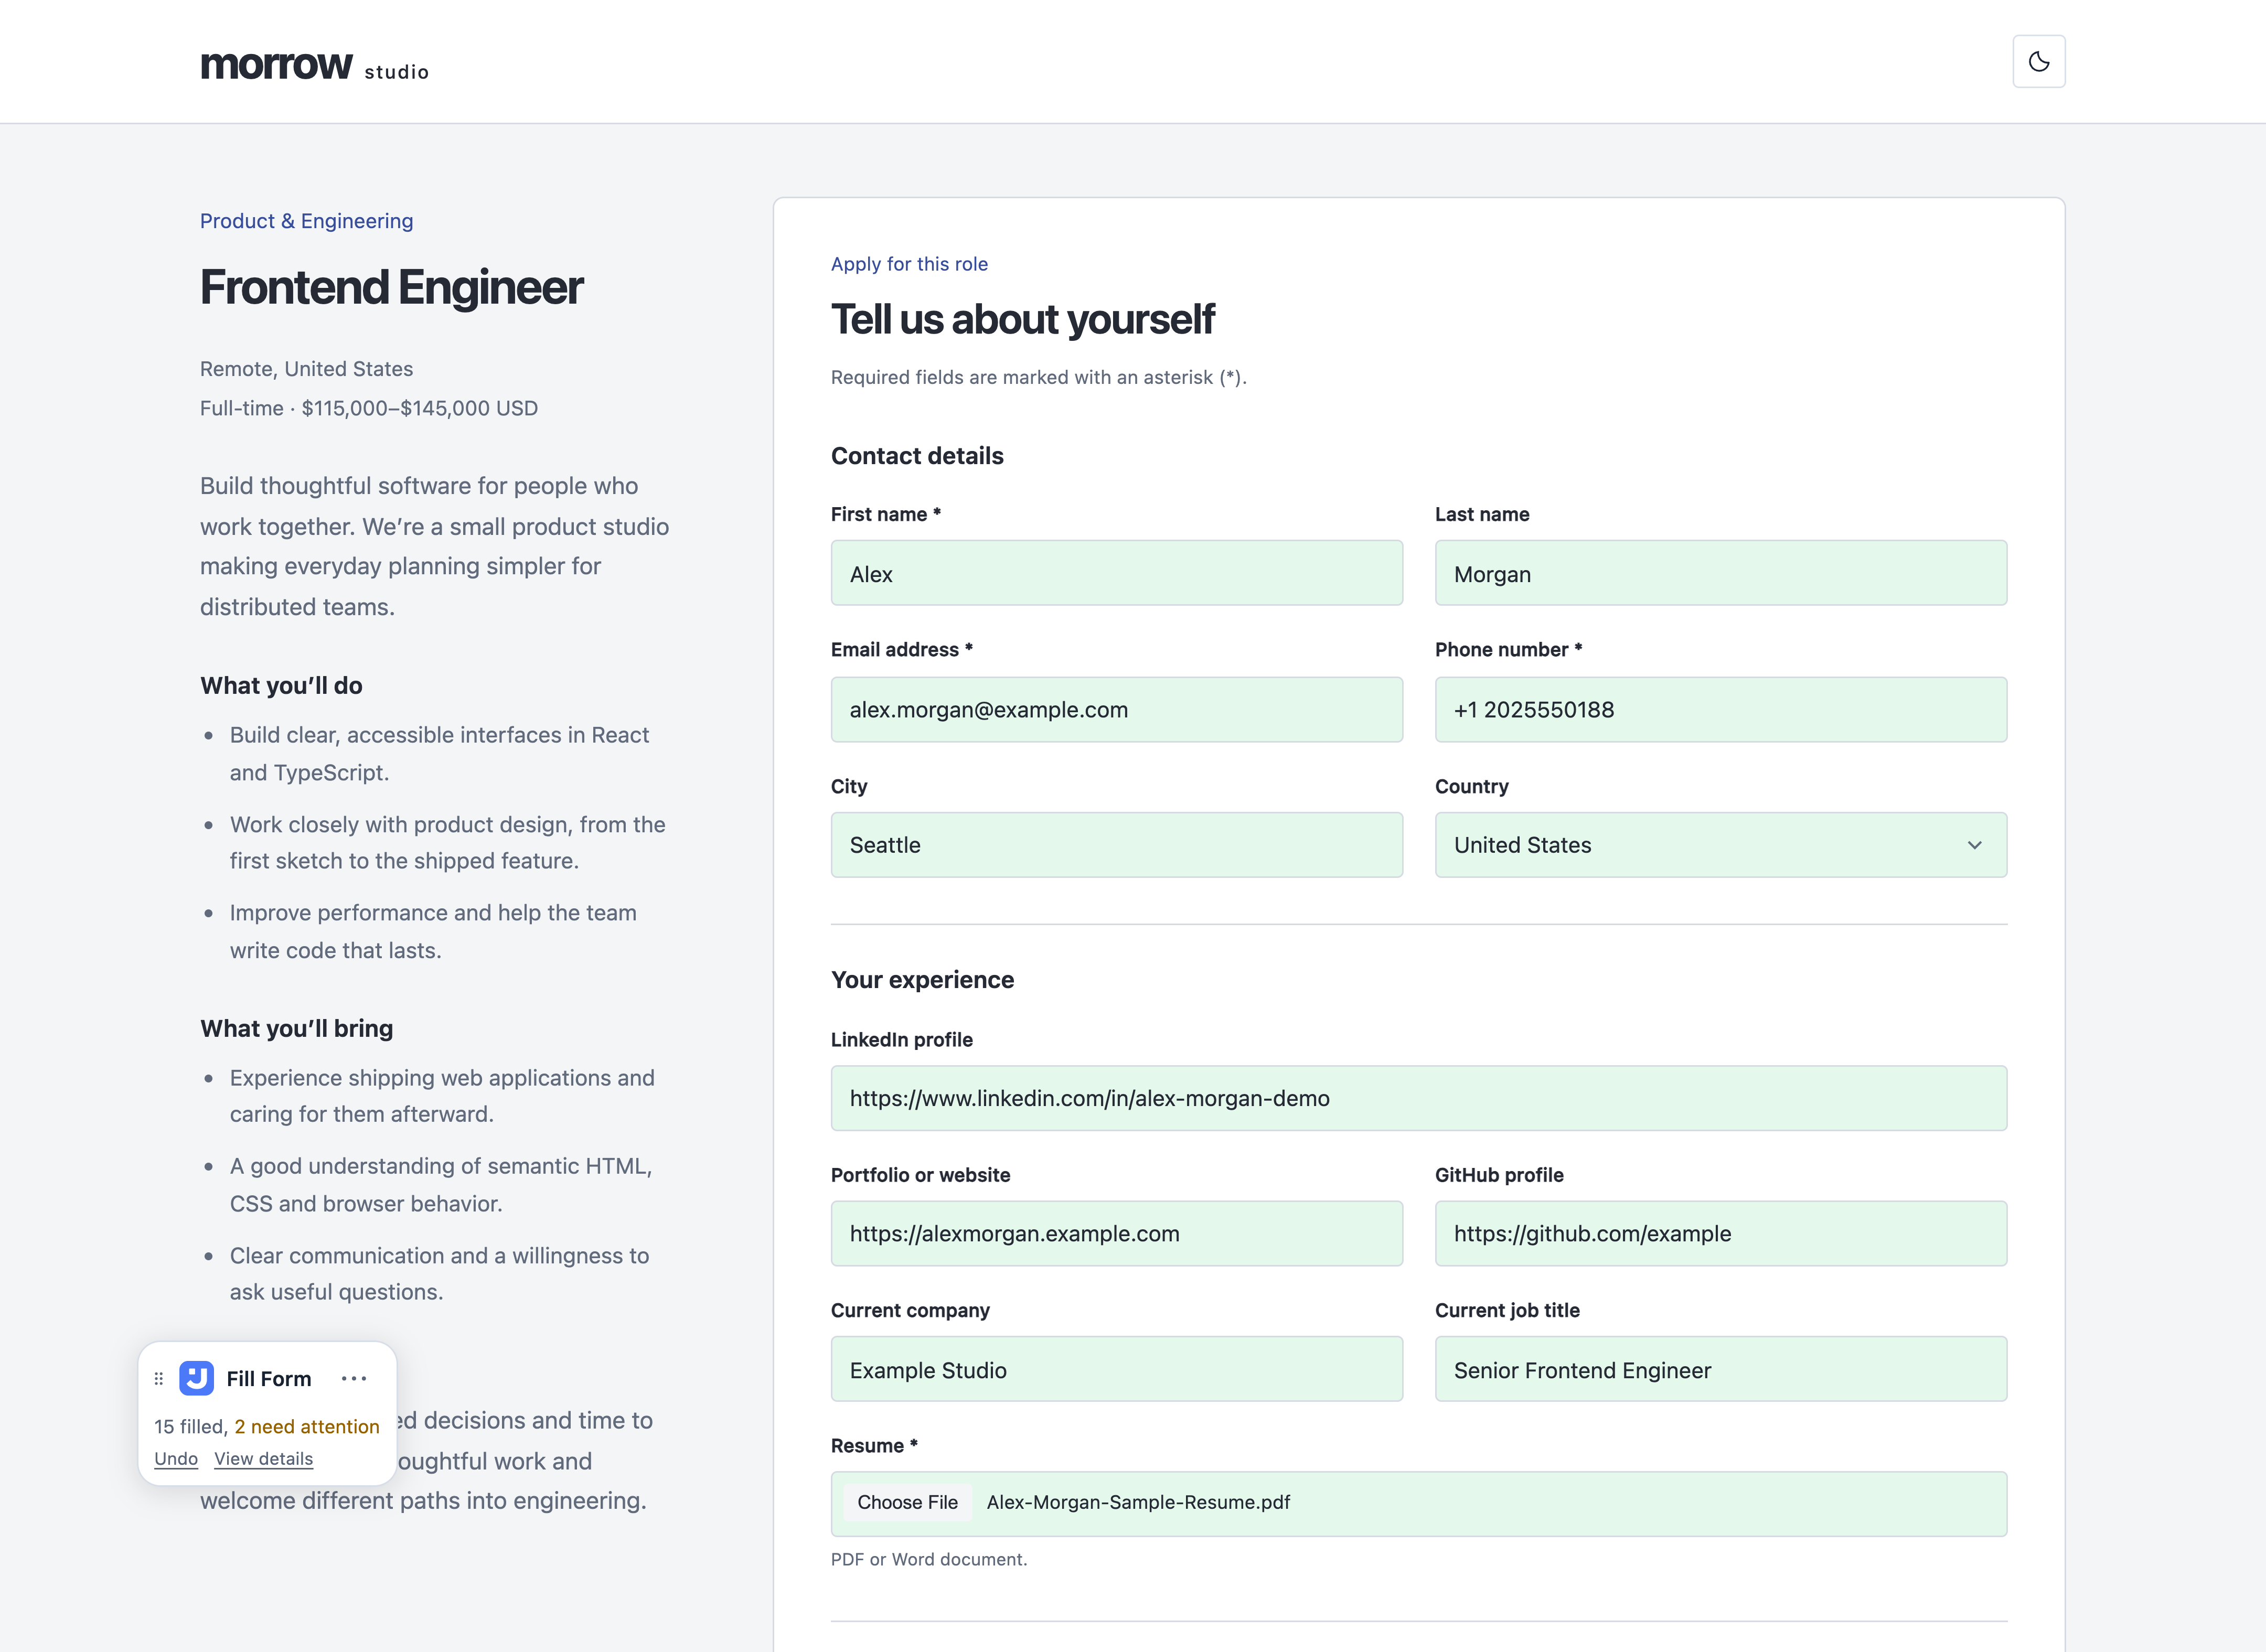 morrow studio
Product & Engineering
Frontend Engineer
Remote, United States
Full-time · $115,000–$145,000 USD
Build thoughtful software for people who
work together. We’re a small product studio
making everyday planning simpler for
distributed teams.
What you’ll do
• Build clear, accessible interfaces in React
and TypeScript.
• Work closely with product design, from the
first sketch to the shipped feature.
• Improve performance and help the team
write code that lasts.
What you’ll bring
• Experience shipping web applications and
caring for them afterward.
• A good understanding of semantic HTML,
CSS and browser behavior.
• Clear communication and a willingness to
ask useful questions.
Fill Form
15 filled, 2 need attention
Undo View details
decisions and time to
work and
welcome different paths into engineering.
Apply for this role
Tell us about yourself
Required fields are marked with an asterisk (*).
Contact details
First name *
Alex
Last name
Morgan
Email address *
alex.morgan@example.com
Phone number *
+1 2025550188
City
Seattle
Country
United States
Your experience
LinkedIn profile
https://www.linkedin.com/in/alex-morgan-demo
Portfolio or website
https://alexmorgan.example.com
GitHub profile
https://github.com/example
Current company
Example Studio
Current job title
Senior Frontend Engineer
Resume *
Choose File Alex-Morgan-Sample-Resume.pdf
PDF or Word document.